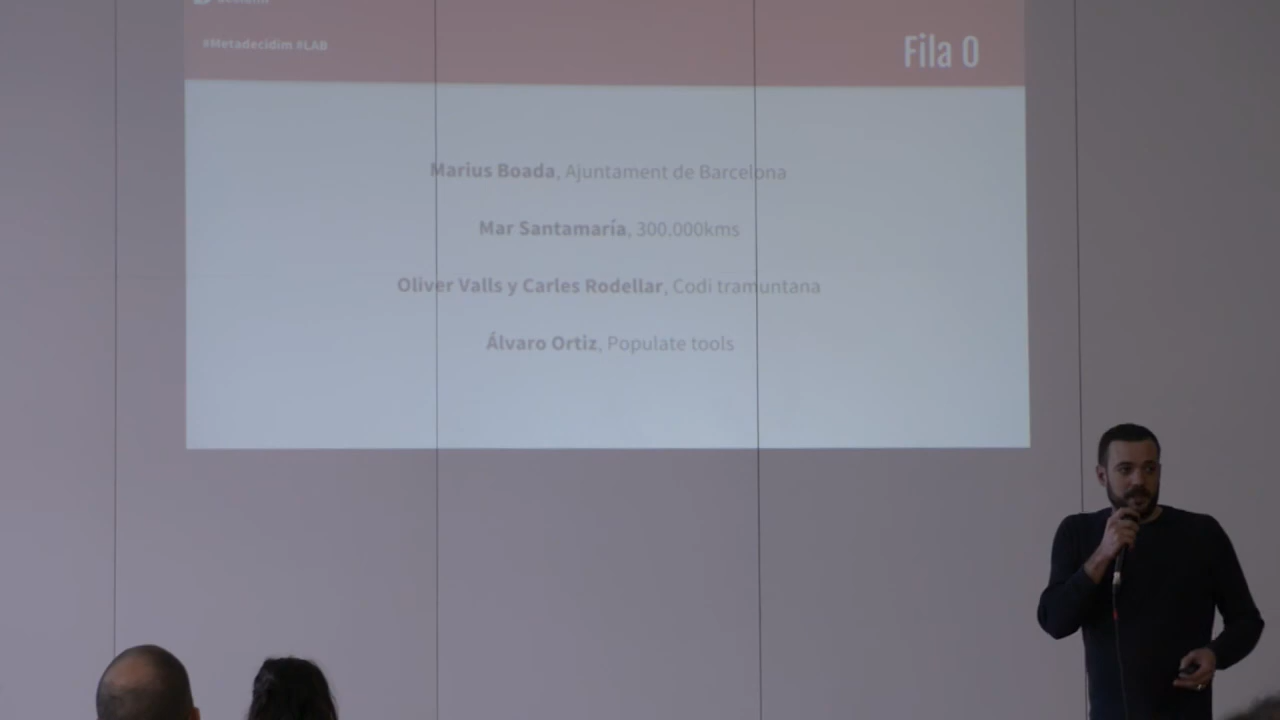 #Metadecidim #LAB
Fila 0
Marius Boada, Ajuntament de Barcelona
Mar Santamaría, 300.000kms
Oliver Valls y Carles Rodellar, Codi tramuntana
Álvaro Ortiz, Populate tools